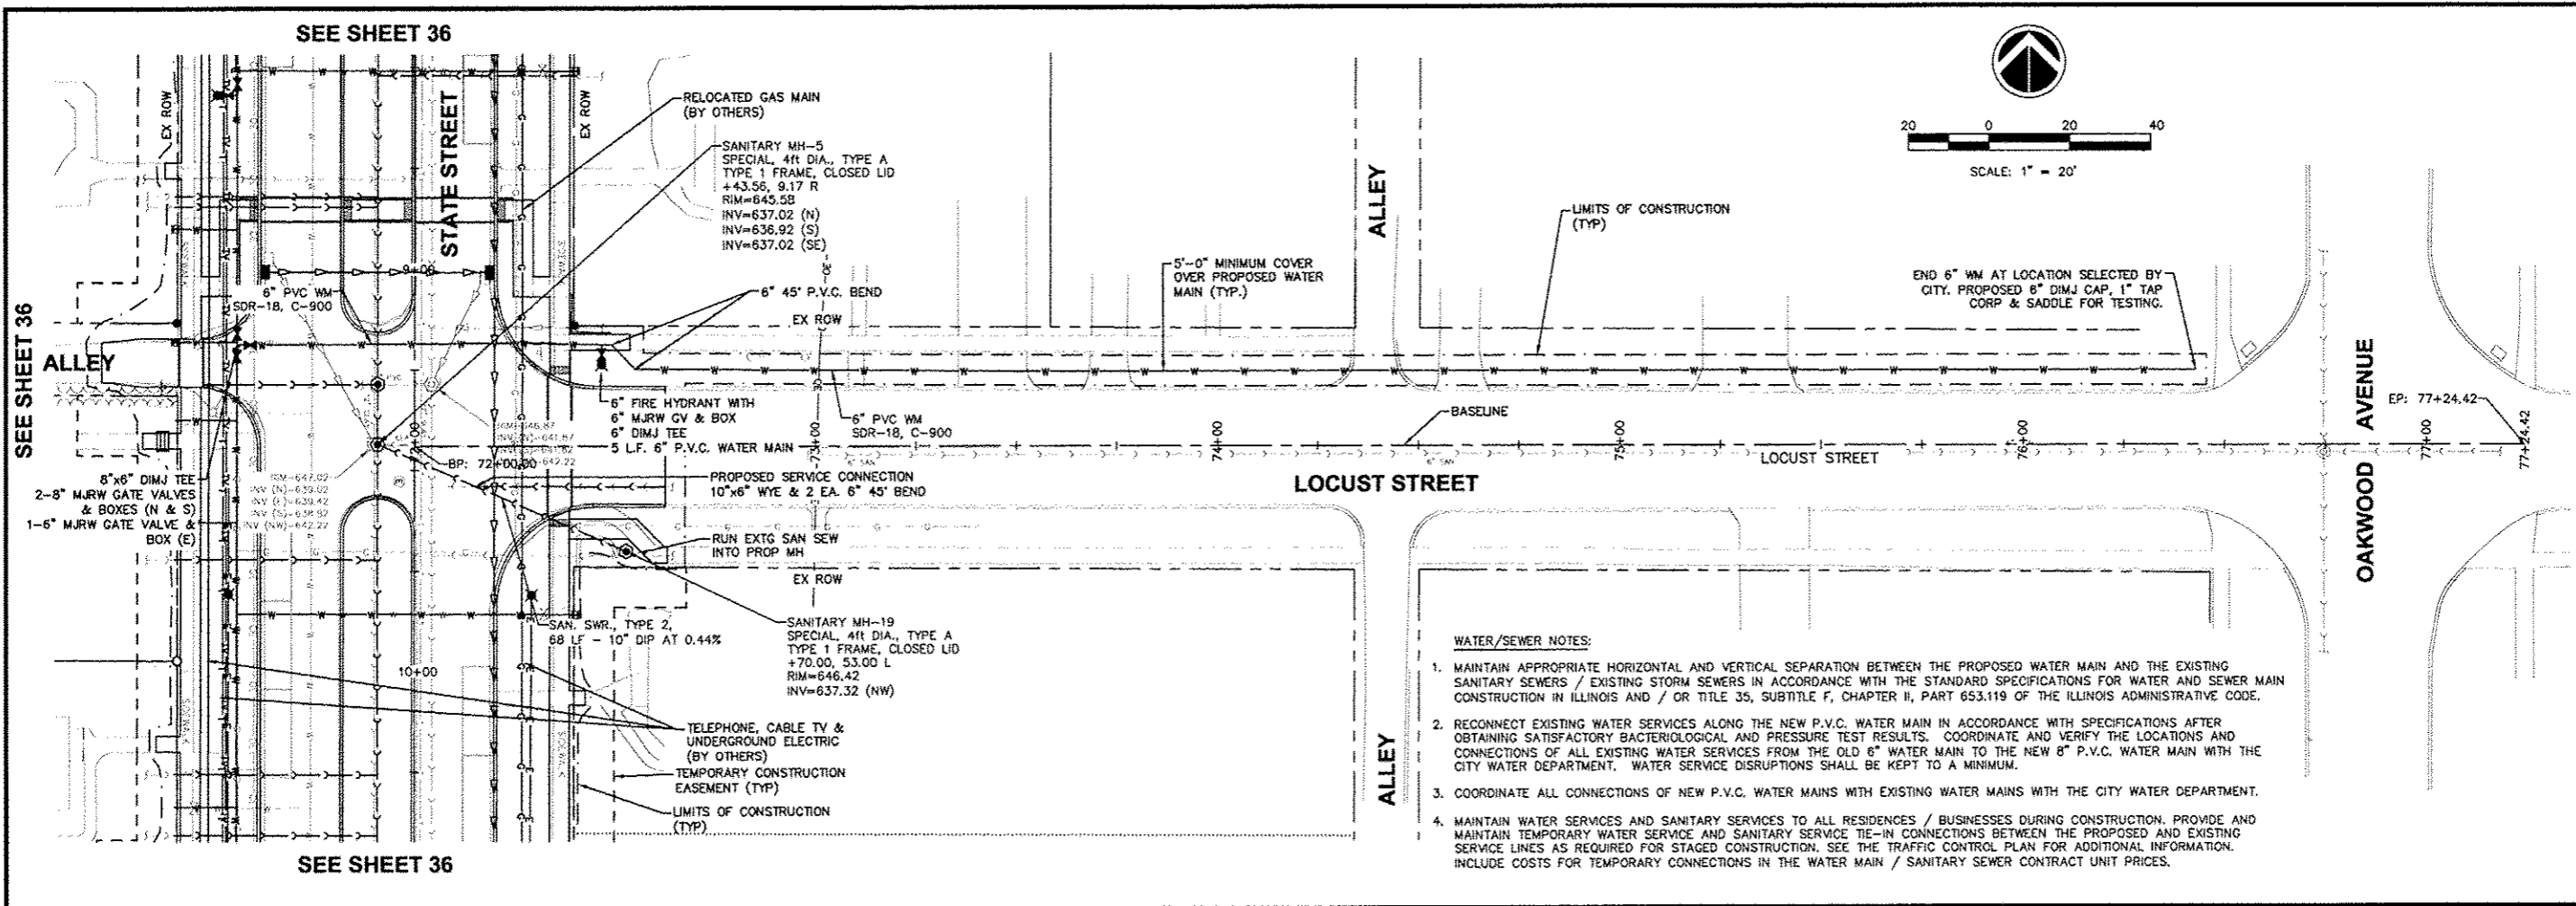 SEE SHEET 36
SEE SHEET 36
SEE SHEET 36
STATE STREET
EX ROW
EX ROW
ALLEY
RELOCATED GAS MAIN
(BY OTHERS)
SANITARY MH-5
SPECIAL, 4ft DIA., TYPE A
TYPE 1 FRAME, CLOSED LID
+43.56, 9.17 R
RIM=645.58
INV=637.02 (N)
INV=636.92 (S)
INV=637.02 (SE)
6" 45° P.V.C. BEND
EX ROW
6" PVC WM
SDR-18, C-900
9+00
5'-0" MINIMUM COVER
OVER PROPOSED WATER
MAIN (TYP.)
ALLEY
LIMITS OF CONSTRUCTION
(TYP)
20 0 20 40
SCALE: 1" = 20'
END 6" WM AT LOCATION SELECTED BY
CITY. PROPOSED 6" DIMJ CAP, 1" TAP
CORP & SADDLE FOR TESTING.
6" FIRE HYDRANT WITH
6" MJRW GV & BOX
6" DIMJ TEE
5 L.F. 6" P.V.C. WATER MAIN
6" PVC WM
SDR-18, C-900
BASELINE
BP: 72+00.00
73+00
74+00
75+00
76+00
77+00
77+24.42
EP: 77+24.42
LOCUST STREET
LOCUST STREET
OAKWOOD AVENUE
PROPOSED SERVICE CONNECTION
10"x6" WYE & 2 EA. 6" 45° BEND
RUN EXTG SAN SEW
INTO PROP MH
EX ROW
8"x6" DIMJ TEE
2-8" MJRW GATE VALVES
& BOXES (N & S)
1-6" MJRW GATE VALVE &
BOX (E)
RIM=647.02
INV (N)=639.02
INV (E)=639.42
INV (S)=638.92
INV (NW)=642.22
SAN. SWR., TYPE 2,
68 LF - 10" DIP AT 0.44%
SANITARY MH-19
SPECIAL, 4ft DIA., TYPE A
TYPE 1 FRAME, CLOSED LID
+70.00, 53.00 L
RIM=646.42
INV=637.32 (NW)
10+00
TELEPHONE, CABLE TV &
UNDERGROUND ELECTRIC
(BY OTHERS)
TEMPORARY CONSTRUCTION
EASEMENT (TYP)
LIMITS OF CONSTRUCTION
(TYP)
ALLEY
WATER/SEWER NOTES:
1. MAINTAIN APPROPRIATE HORIZONTAL AND VERTICAL SEPARATION BETWEEN THE PROPOSED WATER MAIN AND THE EXISTING
SANITARY SEWERS / EXISTING STORM SEWERS IN ACCORDANCE WITH THE STANDARD SPECIFICATIONS FOR WATER AND SEWER MAIN
CONSTRUCTION IN ILLINOIS AND / OR TITLE 35, SUBTITLE F, CHAPTER II, PART 653.119 OF THE ILLINOIS ADMINISTRATIVE CODE.
2. RECONNECT EXISTING WATER SERVICES ALONG THE NEW P.V.C. WATER MAIN IN ACCORDANCE WITH SPECIFICATIONS AFTER
OBTAINING SATISFACTORY BACTERIOLOGICAL AND PRESSURE TEST RESULTS. COORDINATE AND VERIFY THE LOCATIONS AND
CONNECTIONS OF ALL EXISTING WATER SERVICES FROM THE OLD 6" WATER MAIN TO THE NEW 8" P.V.C. WATER MAIN WITH THE
CITY WATER DEPARTMENT. WATER SERVICE DISRUPTIONS SHALL BE KEPT TO A MINIMUM.
3. COORDINATE ALL CONNECTIONS OF NEW P.V.C. WATER MAINS WITH EXISTING WATER MAINS WITH THE CITY WATER DEPARTMENT.
4. MAINTAIN WATER SERVICES AND SANITARY SERVICES TO ALL RESIDENCES / BUSINESSES DURING CONSTRUCTION. PROVIDE AND
MAINTAIN TEMPORARY WATER SERVICE AND SANITARY SERVICE TIE-IN CONNECTIONS BETWEEN THE PROPOSED AND EXISTING
SERVICE LINES AS REQUIRED FOR STAGED CONSTRUCTION. SEE THE TRAFFIC CONTROL PLAN FOR ADDITIONAL INFORMATION.
INCLUDE COSTS FOR TEMPORARY CONNECTIONS IN THE WATER MAIN / SANITARY SEWER CONTRACT UNIT PRICES.